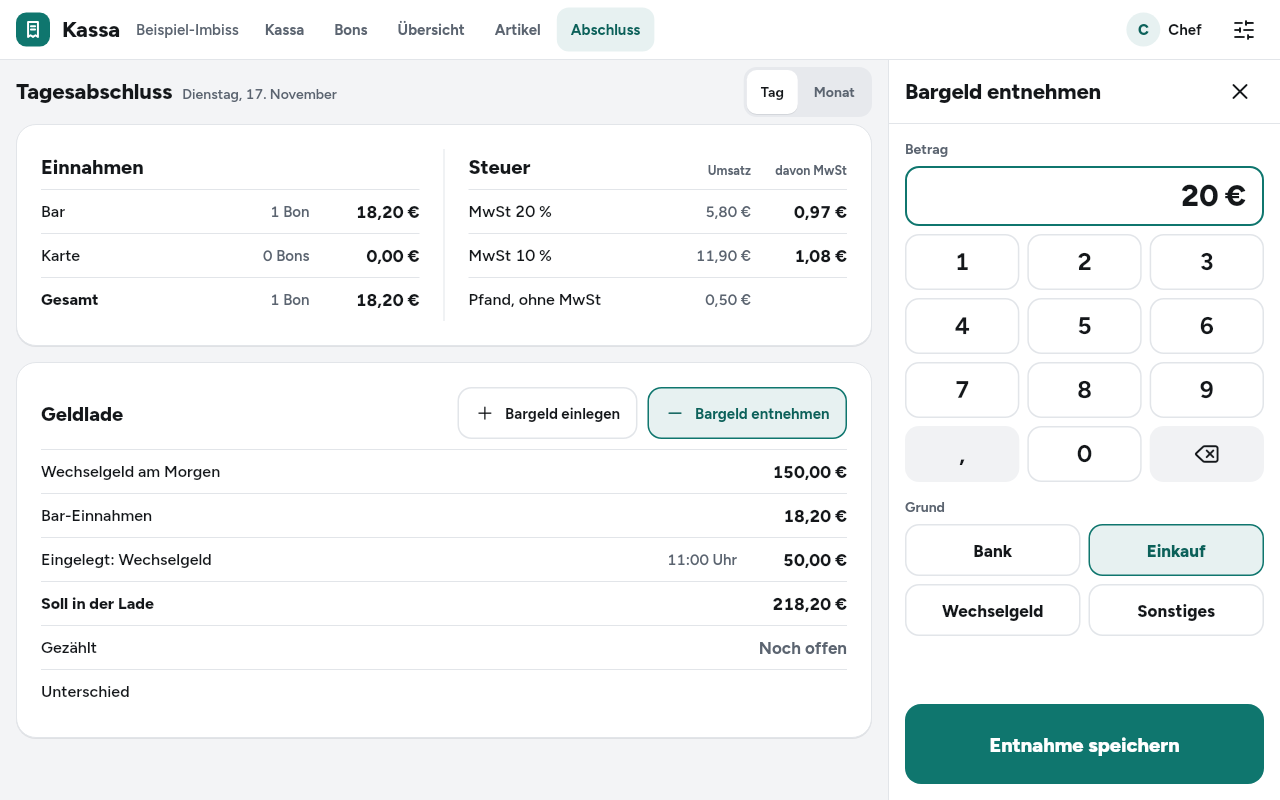 Kassa Beispiel-Imbiss Kassa Bons Übersicht Artikel Abschluss C Chef
Tagesabschluss Dienstag, 17. November Tag Monat
Einnahmen
Bar 1 Bon 18,20 €
Karte 0 Bons 0,00 €
Gesamt 1 Bon 18,20 €
Steuer Umsatz davon MwSt
MwSt 20 % 5,80 € 0,97 €
MwSt 10 % 11,90 € 1,08 €
Pfand, ohne MwSt 0,50 €
Geldlade + Bargeld einlegen − Bargeld entnehmen
Wechselgeld am Morgen 150,00 €
Bar-Einnahmen 18,20 €
Eingelegt: Wechselgeld 11:00 Uhr 50,00 €
Soll in der Lade 218,20 €
Gezählt Noch offen
Unterschied
Bargeld entnehmen
Betrag
20 €
1 2 3
4 5 6
7 8 9
, 0
Grund
Bank Einkauf
Wechselgeld Sonstiges
Entnahme speichern